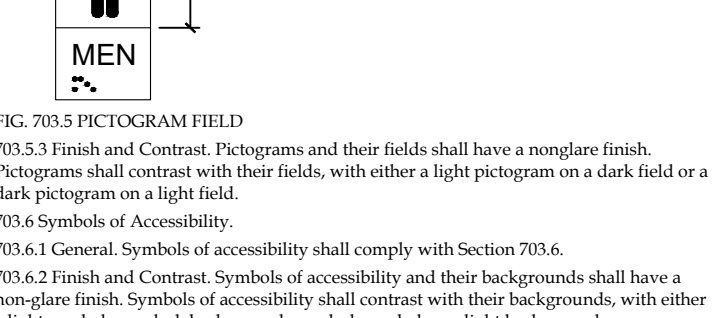 MEN
FIG. 703.5 PICTOGRAM FIELD
703.5.3 Finish and Contrast. Pictograms and their fields shall have a nonglare finish.
Pictograms shall contrast with their fields, with either a light pictogram on a dark field or a
dark pictogram on a light field.
703.6 Symbols of Accessibility.
703.6.1 General. Symbols of accessibility shall comply with Section 703.6.
703.6.2 Finish and Contrast. Symbols of accessibility and their backgrounds shall have a
non-glare finish. Symbols of accessibility shall contrast with their backgrounds, with either